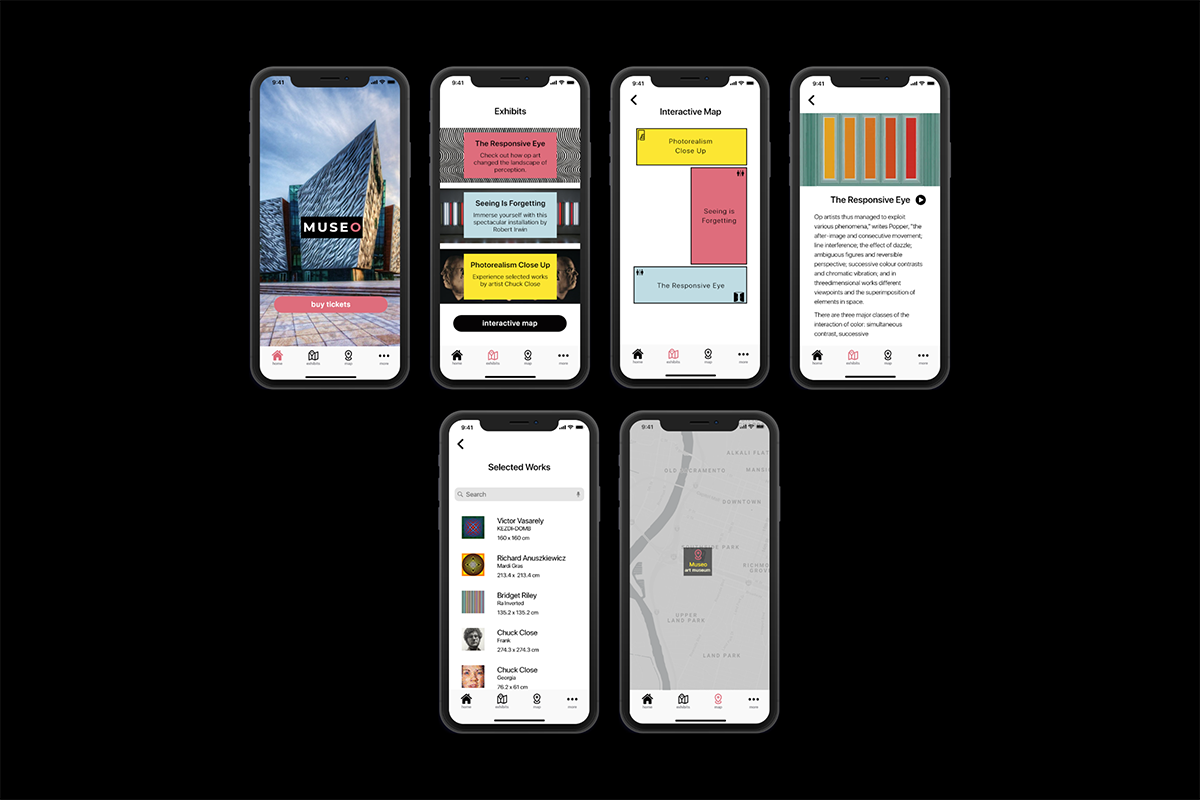 9:41
MUSEO
buy tickets
home
exhibits
map
more
9:41
Exhibits
The Responsive Eye
Check out how op art
changed the landscape of
perception.
Seeing Is Forgetting
Immerse yourself with this
spectacular installation by
Robert Irwin
Photorealism Close Up
Experience selected works
by artist Chuck Close
interactive map
home
exhibits
map
more
9:41
Interactive Map
Photorealism
Close Up
Seeing is
Forgetting
The Responsive Eye
home
exhibits
map
more
9:41
The Responsive Eye
Op artists thus managed to exploit
various phenomena," writes Popper, "the
after-image and consecutive movement;
line interference; the effect of dazzle;
ambiguous figures and reversible
perspective; successive colour contrasts
and chromatic vibration; and in
threedimensional works different
viewpoints and the superimposition of
elements in space.
There are three major classes of the
interaction of color: simultaneous
contrast, successive
home
exhibits
map
more
9:41
Selected Works
Search
Victor Vasarely
KEZDI-DOMB
160 x 160 cm
Richard Anuszkiewicz
Mardi Gras
213.4 x 213.4 cm
Bridget Riley
Ra Inverted
135.2 x 135.2 cm
Chuck Close
Frank
274.3 x 274.3 cm
Chuck Close
Georgia
76.2 x 61 cm
home
exhibits
map
more
9:41
ALKALI FLAT
OLD SACRAMENTO
MANSI
DOWNTOWN
SOUTHSIDE PARK
Museo
art museum
RICHMO
GROV
UPPER
LAND PARK
LAND PARK
home
exhibits
map
more